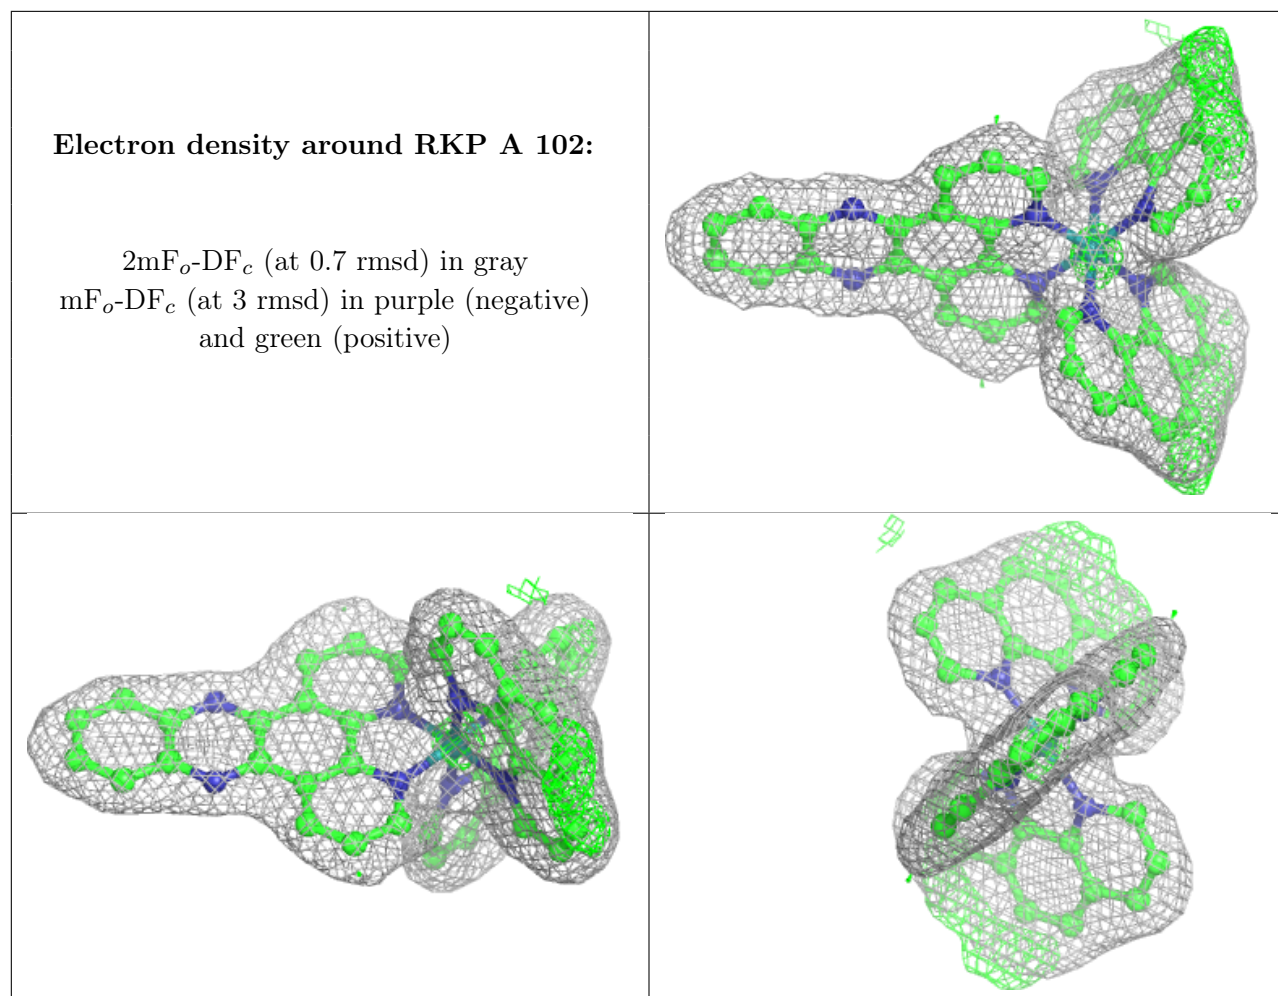 Electron density around RKP A 102:
2mFo-DFc (at 0.7 rmsd) in gray
mFo-DFc (at 3 rmsd) in purple (negative)
and green (positive)